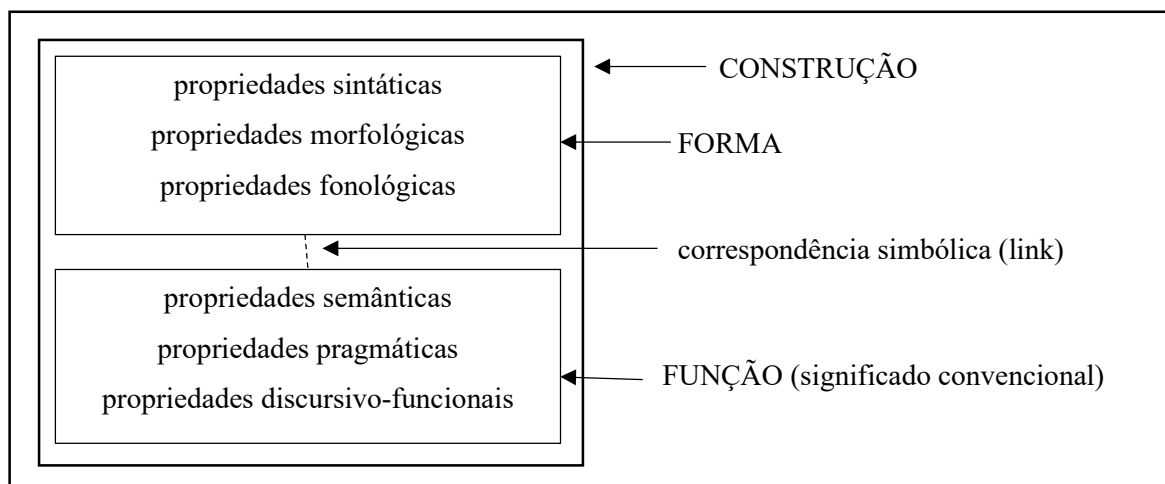 propriedades sintáticas
propriedades morfológicas
propriedades fonológicas
CONSTRUÇÃO
FORMA
correspondência simbólica (link)
propriedades semânticas
propriedades pragmáticas
propriedades discursivo-funcionais
FUNÇÃO (significado convencional)